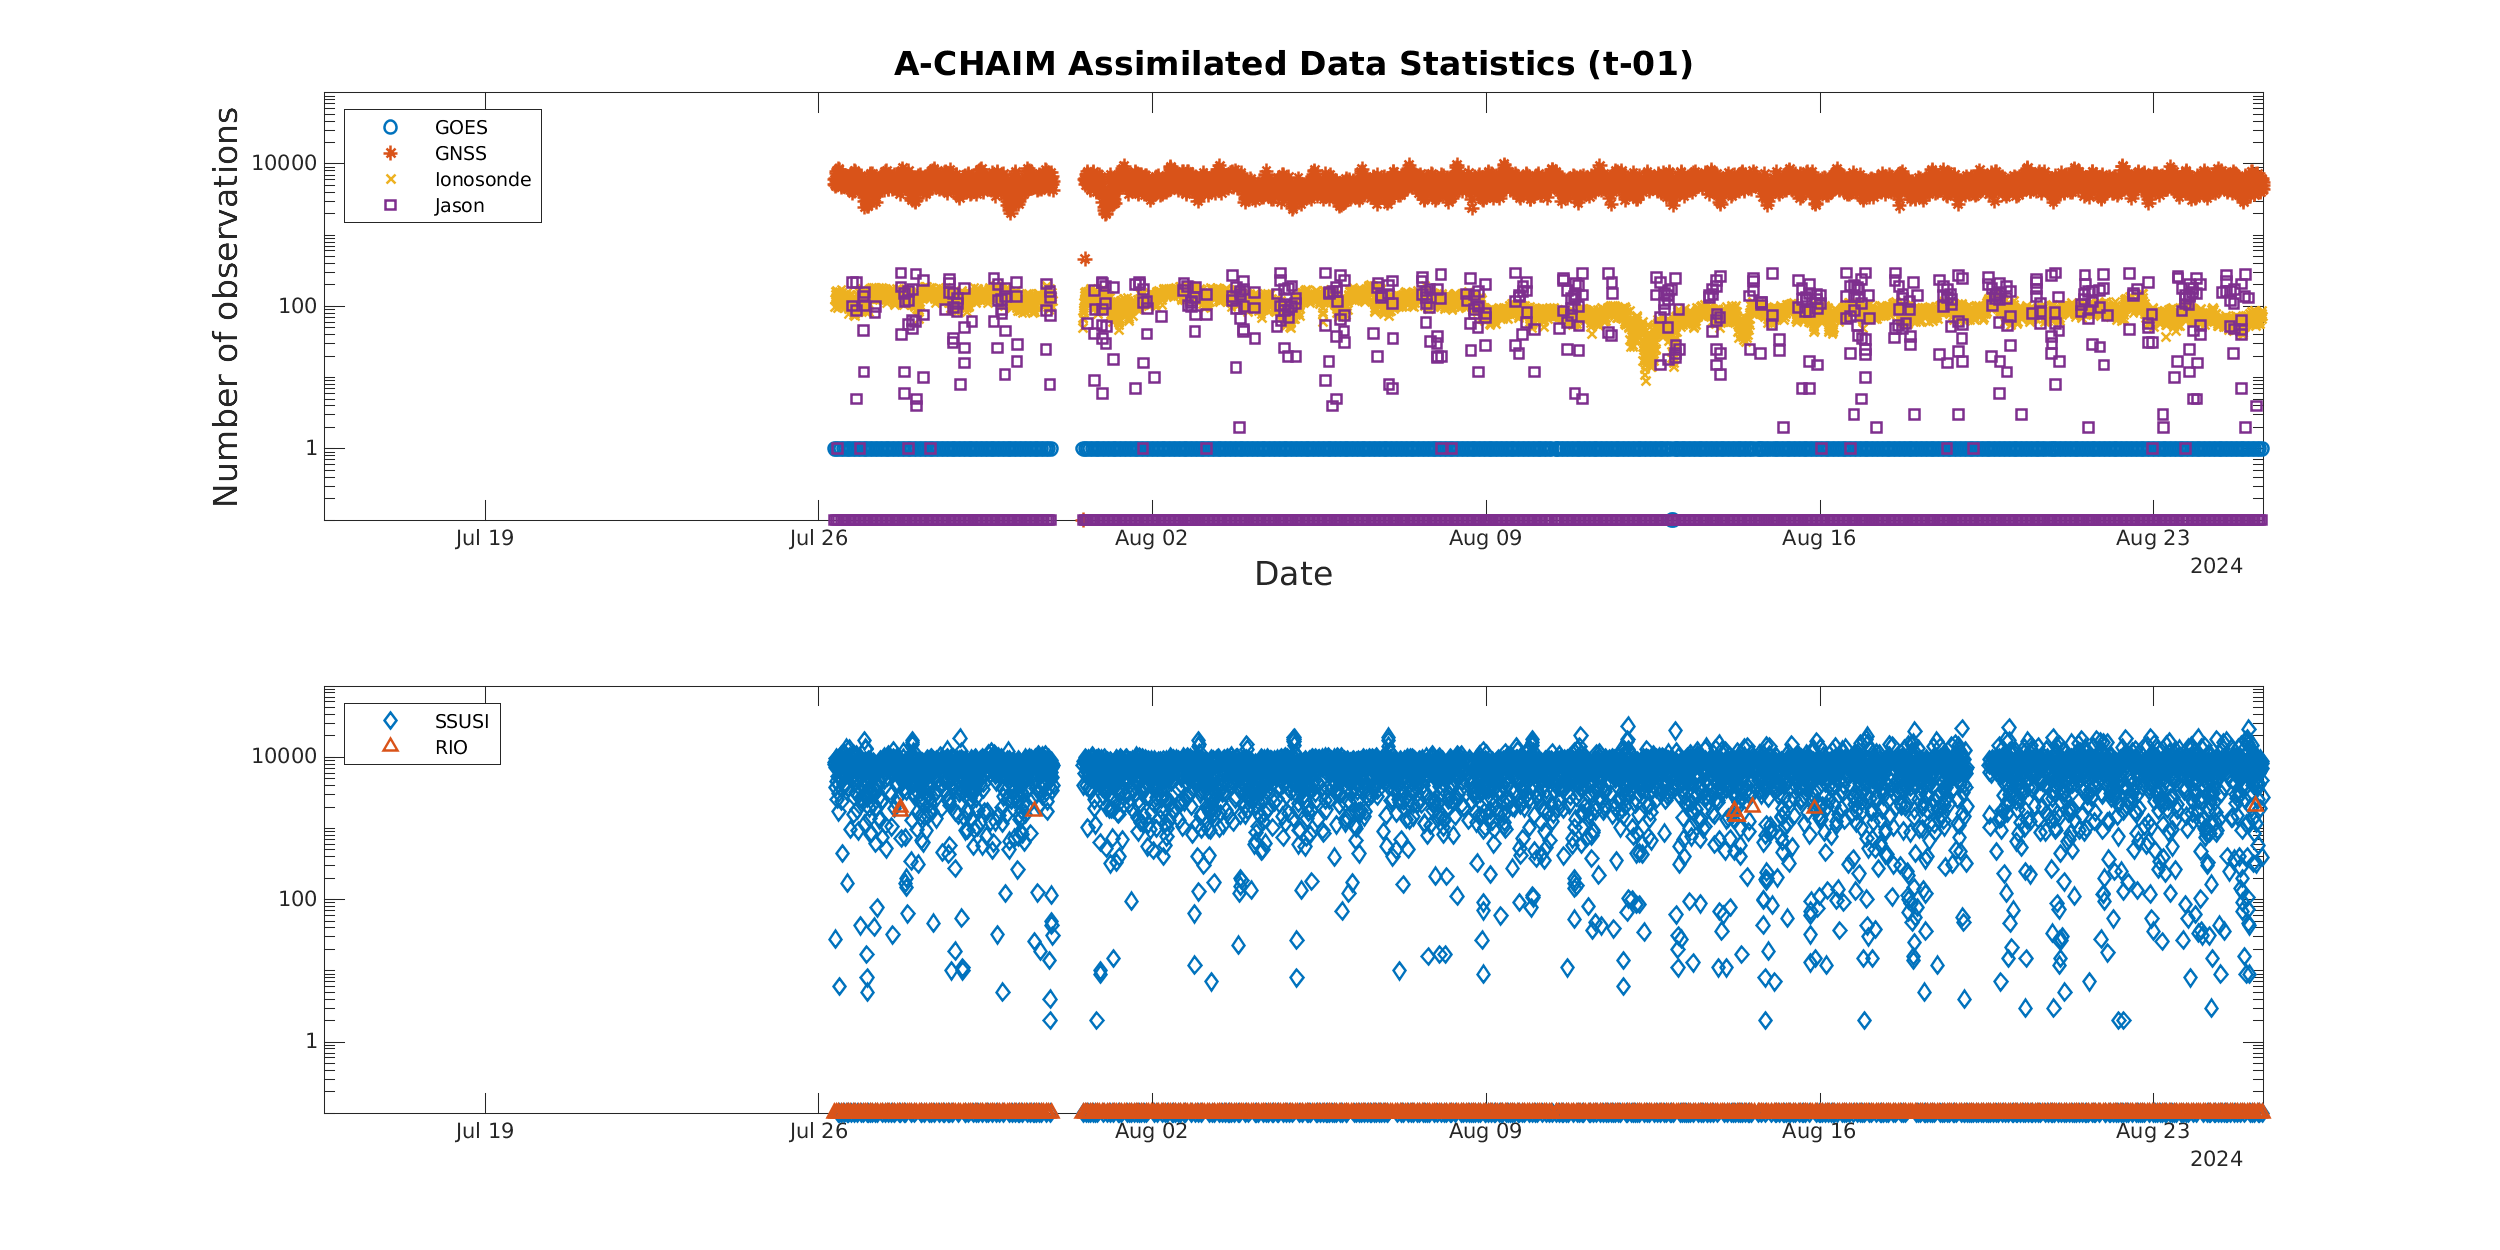 A-CHAIM Assimilated Data Statistics (t-01)
Number of observations
10000
100
1
GOES
GNSS
Ionosonde
Jason
Jul 19
Jul 26
Aug 02
Aug 09
Aug 16
Aug 23
Date
2024
10000
100
1
SSUSI
RIO
Jul 19
Jul 26
Aug 02
Aug 09
Aug 16
Aug 23
2024